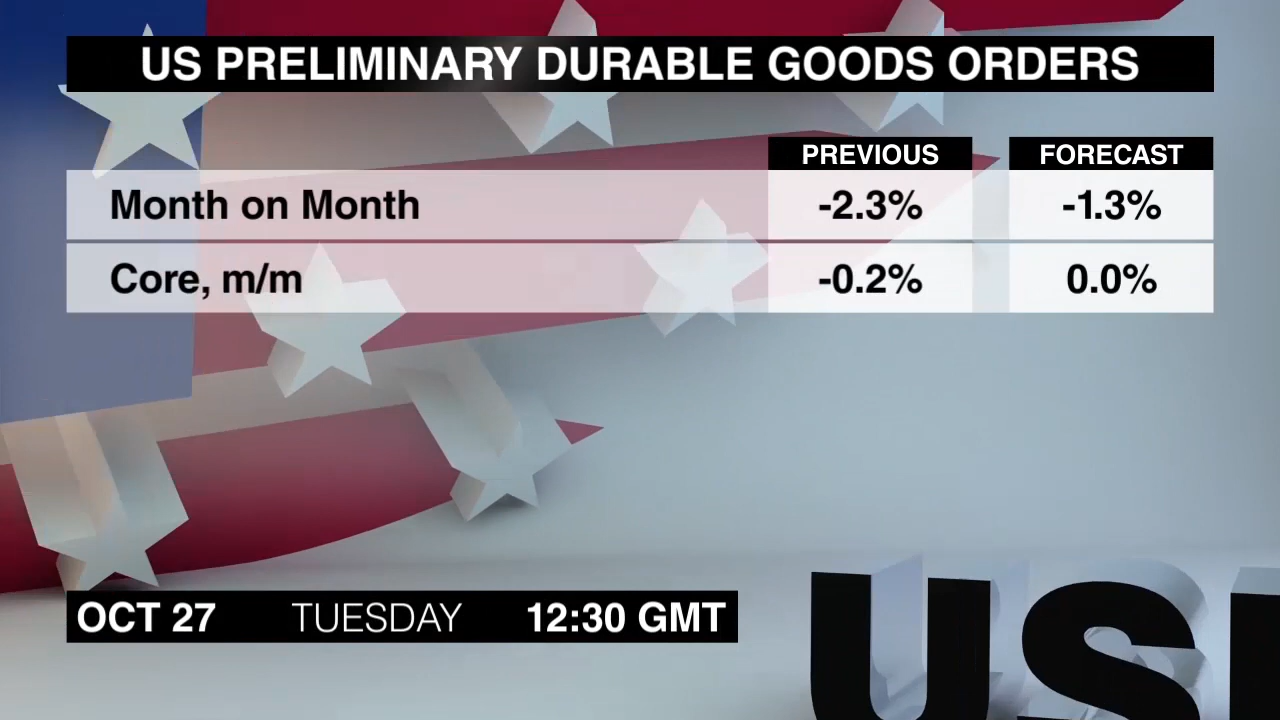 US PRELIMINARY DURABLE GOODS ORDERS
PREVIOUS FORECAST
Month on Month -2.3% -1.3%
Core, m/m -0.2% 0.0%
OCT 27 TUESDAY 12:30 GMT
US